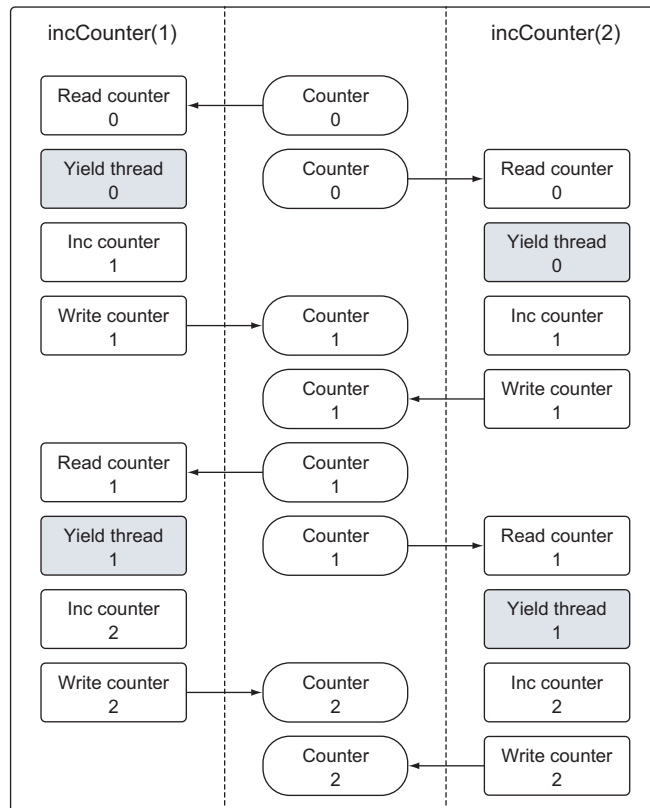 incCounter(1)
incCounter(2)
Read counter
0
Counter
0
Yield thread
0
Counter
0
Read counter
0
Inc counter
1
Yield thread
0
Write counter
1
Counter
1
Inc counter
1
Counter
1
Write counter
1
Read counter
1
Counter
1
Yield thread
1
Counter
1
Read counter
1
Inc counter
2
Yield thread
1
Write counter
2
Counter
2
Inc counter
2
Counter
2
Write counter
2